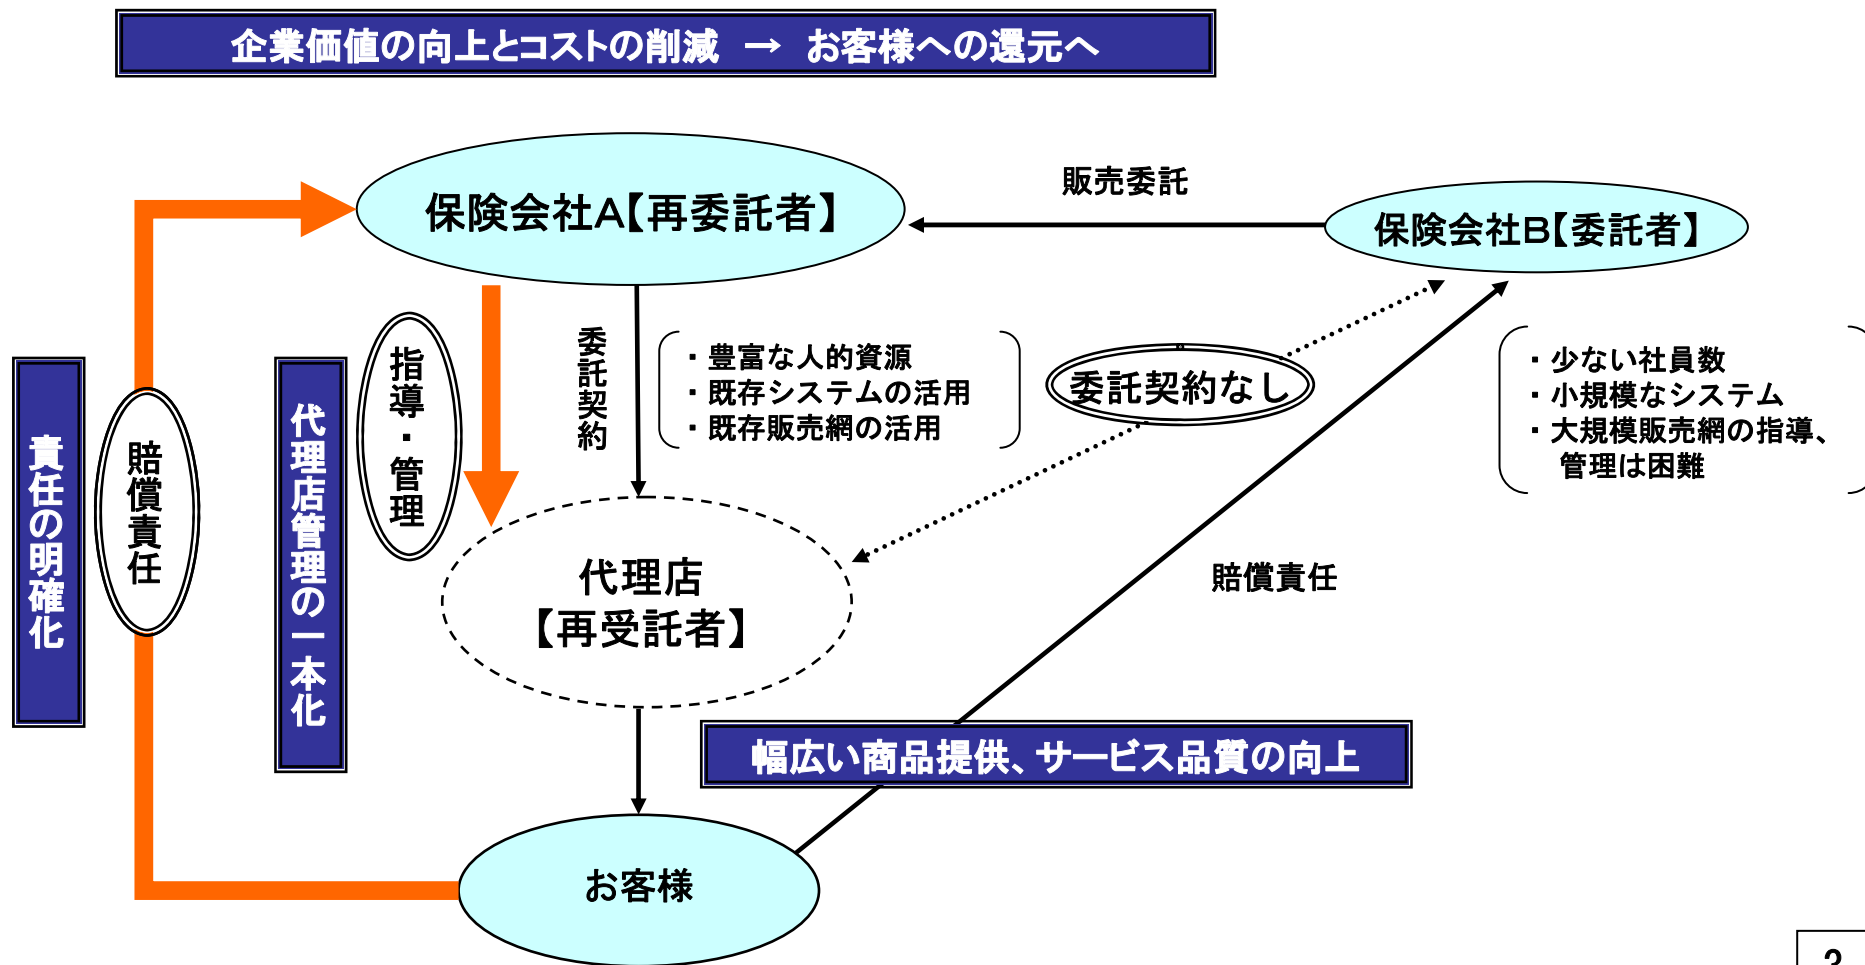 企業価値の向上とコストの削減 → お客様への還元へ
保険会社A【再委託者】
販売委託
保険会社B【委託者】
責任の明確化
賠償責任
代理店管理の一本化
指導・管理
委託契約
・豊富な人的資源
・既存システムの活用
・既存販売網の活用
委託契約なし
・少ない社員数
・小規模なシステム
・大規模販売網の指導、
管理は困難
代理店
【再受託者】
賠償責任
幅広い商品提供、サービス品質の向上
お客様